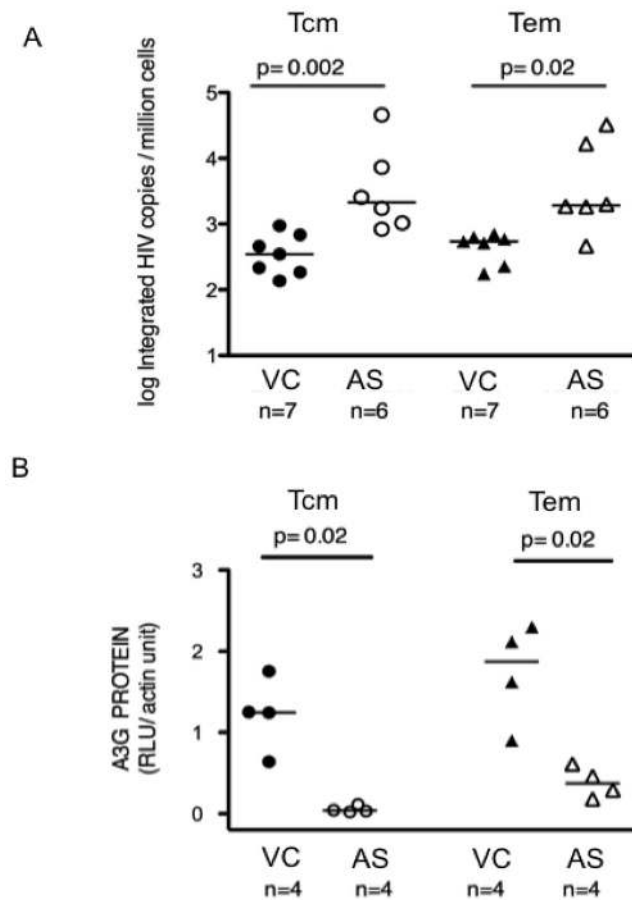 A
Tcm Tem
p= 0.002 p= 0.02
log Integrated HIV copies / million cells
5
4
3
2
1
VC AS VC AS
n=7 n=6 n=7 n=6
B
Tcm Tem
p= 0.02 p= 0.02
A3G PROTEIN
(RLU/ actin unit)
3
2
1
0
VC AS VC AS
n=4 n=4 n=4 n=4